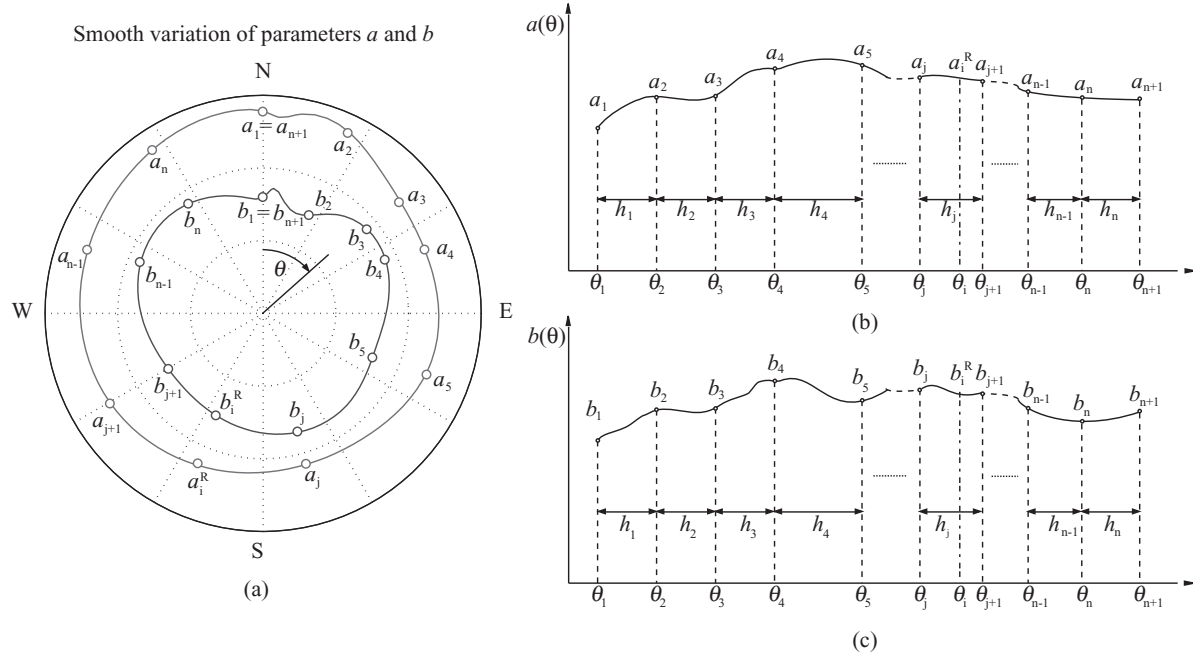 Smooth variation of parameters a and b
N
a₁= aₙ₊₁
a₂
aₙ
b₁= bₙ₊₁
b₂
bₙ
a₃
b₃
aₙ₋₁
bₙ₋₁
θ
b₄
a₄
W
E
b₅
a₅
bⱼ₊₁
aⱼ₊₁
bᵢᴿ
bⱼ
aᵢᴿ
aⱼ
S
(a)
a(θ)
a₁ a₂ a₃ a₄ a₅ aⱼ aᵢᴿ aⱼ₊₁ aₙ₋₁ aₙ aₙ₊₁
h₁ h₂ h₃ h₄ hⱼ hₙ₋₁ hₙ
θ₁ θ₂ θ₃ θ₄ θ₅ θⱼ θᵢ θⱼ₊₁ θₙ₋₁ θₙ θₙ₊₁
(b)
b(θ)
b₁ b₂ b₃ b₄ b₅ bⱼ bᵢᴿ bⱼ₊₁ bₙ₋₁ bₙ bₙ₊₁
h₁ h₂ h₃ h₄ hⱼ hₙ₋₁ hₙ
θ₁ θ₂ θ₃ θ₄ θ₅ θⱼ θᵢ θⱼ₊₁ θₙ₋₁ θₙ θₙ₊₁
(c)